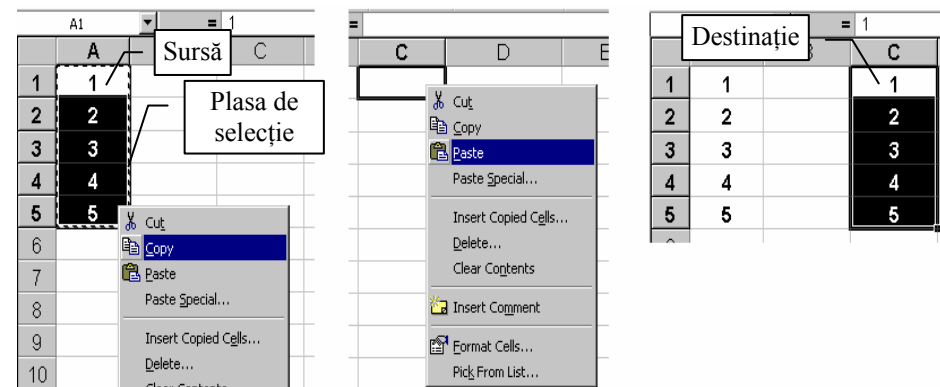 A1 = 1
A C
Sursă
1 1
Plasa de
selecție
2 2
3 3
4 4
5 5
6
7
8
9
10
Cut
Copy
Paste
Paste Special...
Insert Copied Cells...
Delete...
=
C D E
Cut
Copy
Paste
Paste Special...
Insert Copied Cells...
Delete...
Clear Contents
Insert Comment
Format Cells...
Pick From List...
= 1
Destinație
C
1 1 1
2 2 2
3 3 3
4 4 4
5 5 5